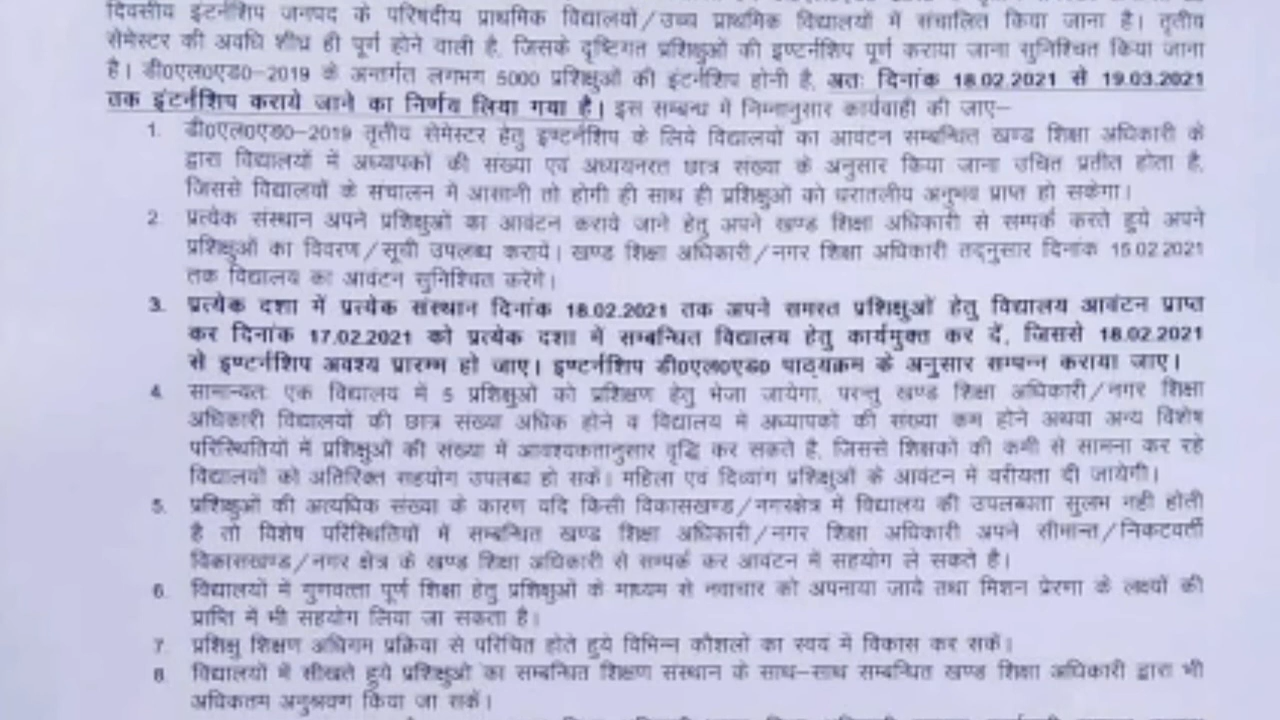 दिवसीय इंटर्नशिप जनपद के परिषदीय प्राथमिक विद्यालयों/उच्च प्राथमिक विद्यालयों में संचालित किया जाना है। तृतीय
सेमेस्टर की अवधि शीघ्र ही पूर्ण होने वाली है, जिसके दृष्टिगत प्रशिक्षुओं की इण्टर्नशिप पूर्ण कराया जाना सुनिश्चित किया जाना
है। डी0एल0एड0-2019 के अन्तर्गत लगभग 5000 प्रशिक्षुओं की इंटर्नशिप होनी है, अतः दिनांक 18.02.2021 से 19.03.2021
तक इंटर्नशिप कराये जाने का निर्णय लिया गया है। इस सम्बन्ध में निम्नानुसार कार्यवाही की जाए–
1. डी0एल0एड0-2019 तृतीय सेमेस्टर हेतु इण्टर्नशिप के लिये विद्यालयों का आवंटन सम्बन्धित खण्ड शिक्षा अधिकारी के
द्वारा विद्यालयों में अध्यापकों की संख्या एवं अध्ययनरत छात्र संख्या के अनुसार किया जाना उचित प्रतीत होता है,
जिससे विद्यालयों के संचालन में आसानी तो होगी ही साथ ही प्रशिक्षुओं को धरातलीय अनुभव प्राप्त हो सकेगा।
2. प्रत्येक संस्थान अपने प्रशिक्षुओं का आवंटन कराये जाने हेतु अपने खण्ड शिक्षा अधिकारी से सम्पर्क करते हुये अपने
प्रशिक्षुओं का विवरण/सूची उपलब्ध करायें। खण्ड शिक्षा अधिकारी/नगर शिक्षा अधिकारी तद्नुसार दिनांक 15.02.2021
तक विद्यालय का आवंटन सुनिश्चित करेंगे।
3. प्रत्येक दशा में प्रत्येक संस्थान दिनांक 18.02.2021 तक अपने समस्त प्रशिक्षुओं हेतु विद्यालय आवंटन प्राप्त
कर दिनांक 17.02.2021 को प्रत्येक दशा में सम्बन्धित विद्यालय हेतु कार्यमुक्त कर दें, जिससे 18.02.2021
से इण्टर्नशिप अवश्य प्रारम्भ हो जाए। इण्टर्नशिप डी0एल0एड0 पाठ्यक्रम के अनुसार सम्पन्न कराया जाए।
4. सामान्यतः एक विद्यालय में 5 प्रशिक्षुओं को प्रशिक्षण हेतु भेजा जायेगा, परन्तु खण्ड शिक्षा अधिकारी/नगर शिक्षा
अधिकारी विद्यालयों की छात्र संख्या अधिक होने व विद्यालय में अध्यापकों की संख्या कम होने अथवा अन्य विशेष
परिस्थितियों में प्रशिक्षुओं की संख्या में आवश्यकतानुसार वृद्धि कर सकते है, जिससे शिक्षकों की कमी से सामना कर रहे
विद्यालयों को अतिरिक्त सहयोग उपलब्ध हो सकें। महिला एवं दिव्यांग प्रशिक्षुओं के आवंटन में वरीयता दी जायेगी।
5. प्रशिक्षुओं की अत्यधिक संख्या के कारण यदि किसी विकासखण्ड/नगरक्षेत्र में विद्यालय की उपलब्धता सुलभ नही होती
है तो विशेष परिस्थितियों में सम्बन्धित खण्ड शिक्षा अधिकारी/नगर शिक्षा अधिकारी अपने सीमान्त/निकटवर्ती
विकासखण्ड/नगर क्षेत्र के खण्ड शिक्षा अधिकारी से सम्पर्क कर आवंटन में सहयोग ले सकते है।
6. विद्यालयों में गुणवत्ता पूर्ण शिक्षा हेतु प्रशिक्षुओं के माध्यम से नवाचार को अपनाया जाये तथा मिशन प्रेरणा के लक्ष्यों की
प्राप्ति में भी सहयोग लिया जा सकता है।
7. प्रशिक्षु शिक्षण अधिगम प्रक्रिया से परिचित होते हुये विभिन्न कौशलों का स्वयं में विकास कर सकें।
8. विद्यालयों में सीखते हुये प्रशिक्षुओं का सम्बन्धित शिक्षण संस्थान के साथ-साथ सम्बन्धित खण्ड शिक्षा अधिकारी द्वारा भी
अधिकतम अनुश्रवण किया जा सकें।